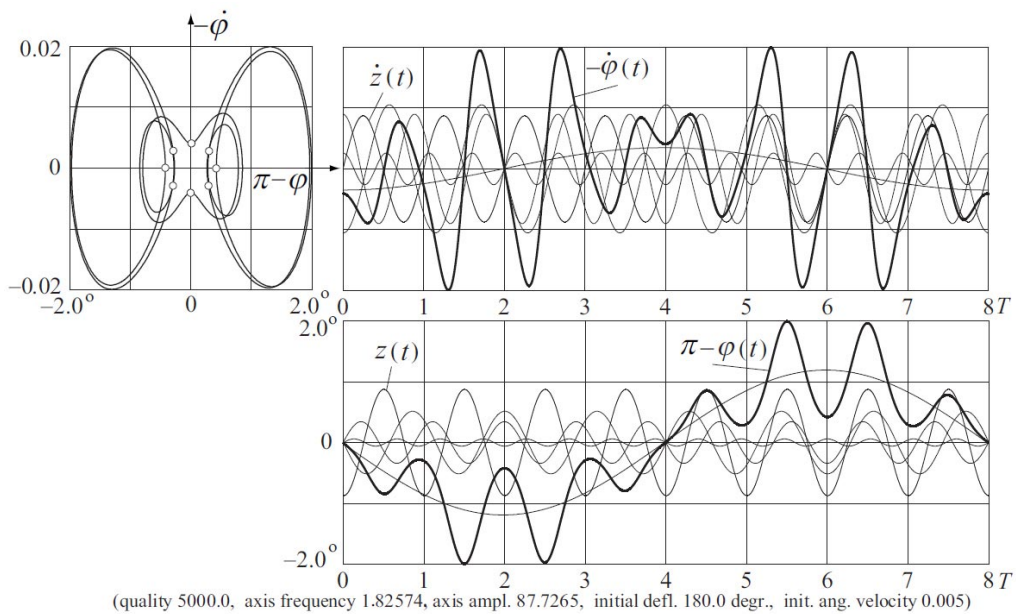 −φ̇
0.02
0
−0.02
π−φ
−2.0°
0
2.0°
ż(t)
−φ̇(t)
0
1
2
3
4
5
6
7
8T
2.0°
0
−2.0°
z(t)
π−φ(t)
0
1
2
3
4
5
6
7
8T
(quality 5000.0, axis frequency 1.82574, axis ampl. 87.7265, initial defl. 180.0 degr., init. ang. velocity 0.005)